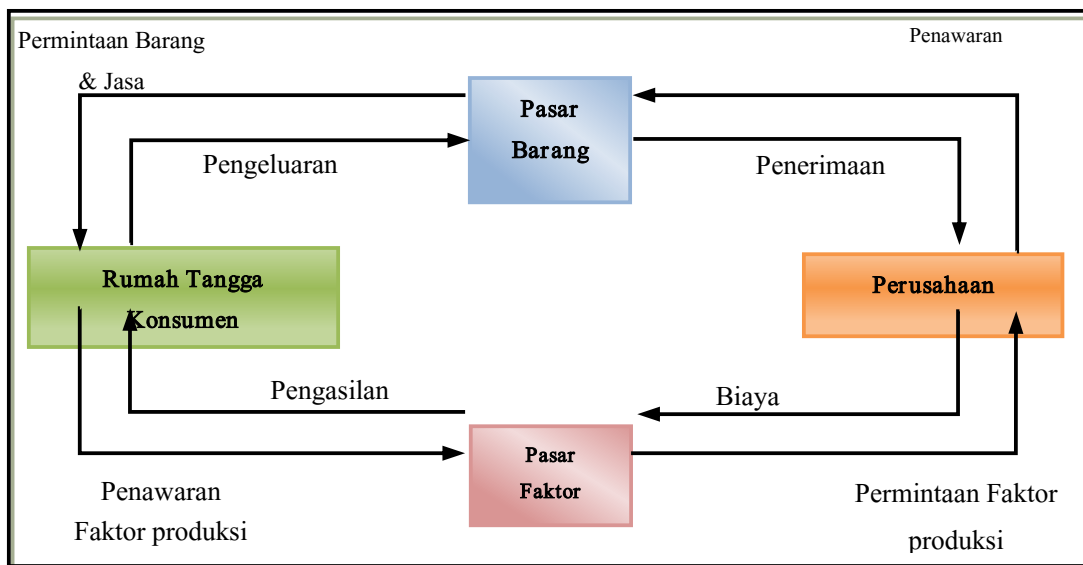 Permintaan Barang
& Jasa
Penawaran
Pasar
Barang
Pengeluaran
Penerimaan
Rumah Tangga
Konsumen
Perusahaan
Pengasilan
Biaya
Pasar
Faktor
Penawaran
Faktor produksi
Permintaan Faktor
produksi